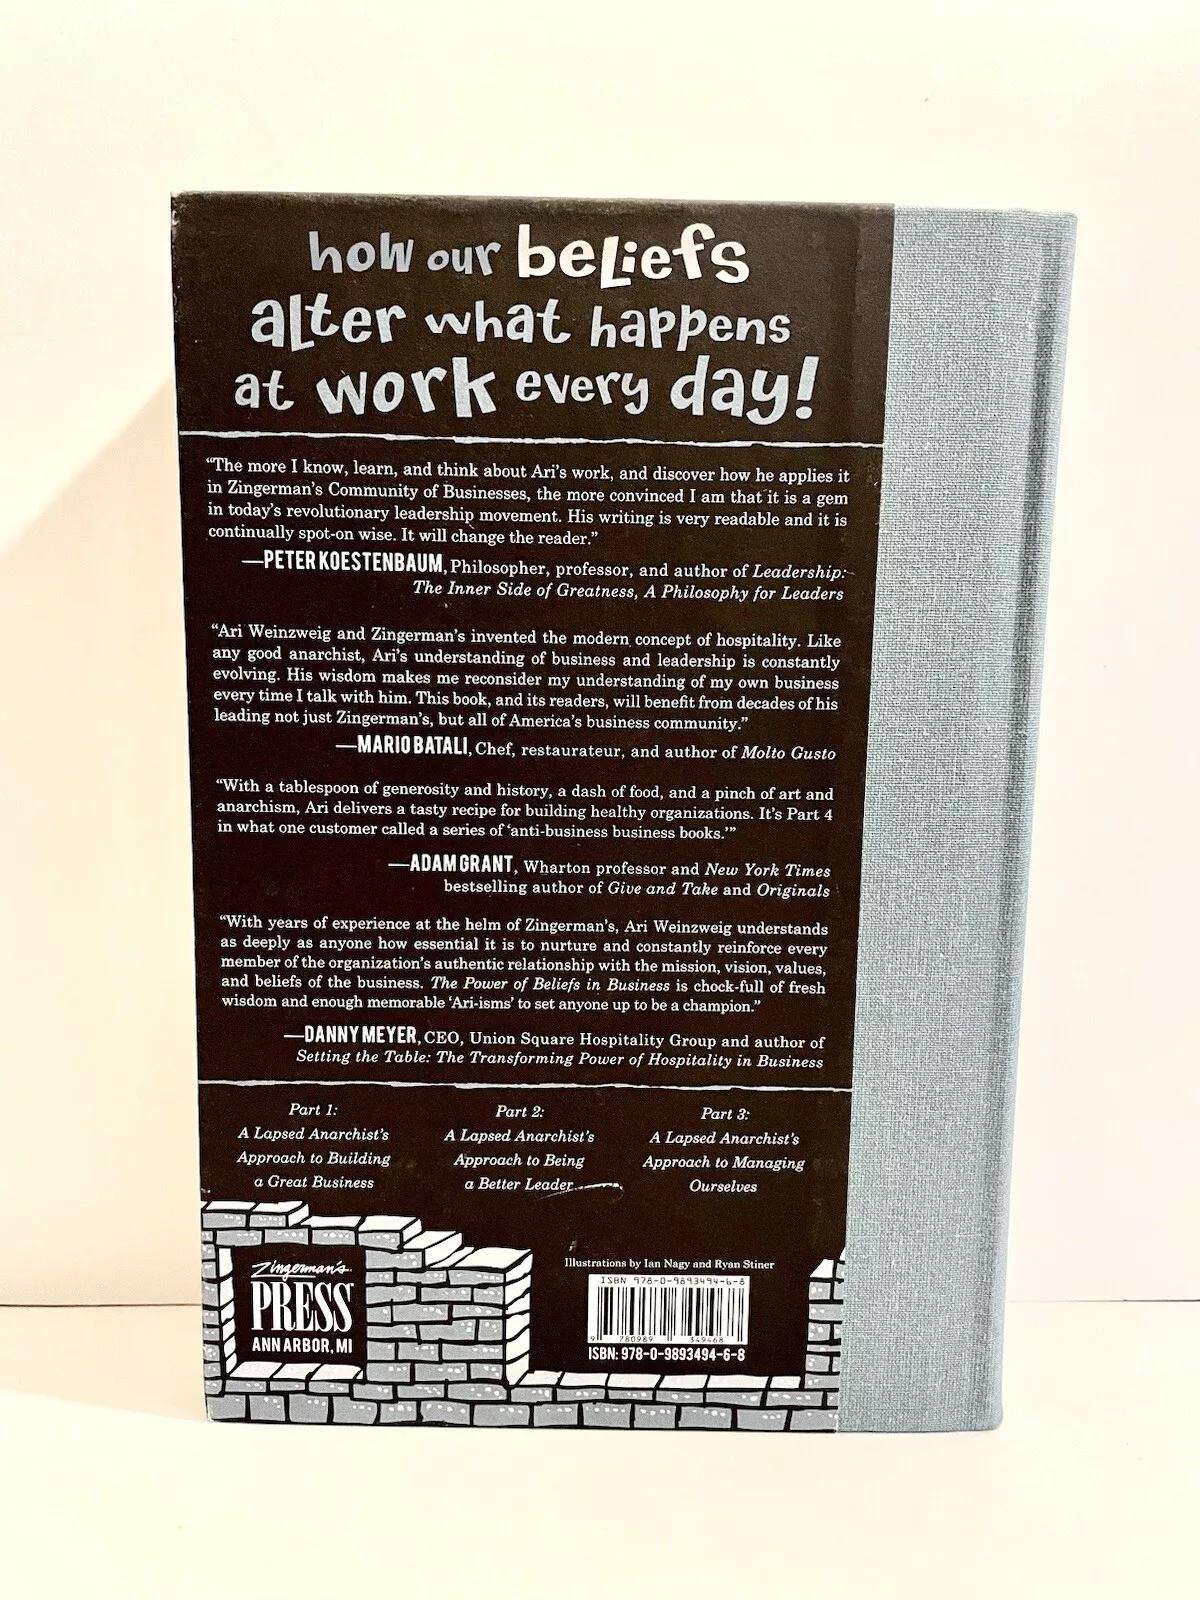 how our beliefs
alter what happens
at work every day!
“The more I know, learn, and think about Ari’s work, and discover how he applies it
in Zingerman’s Community of Businesses, the more convinced I am that it is a gem
in today’s revolutionary leadership movement. His writing is very readable and it is
continually spot-on wise. It will change the reader.”
—PETER KOESTENBAUM, Philosopher, professor, and author of Leadership:
The Inner Side of Greatness, A Philosophy for Leaders
“Ari Weinzweig and Zingerman’s invented the modern concept of hospitality. Like
any good anarchist, Ari’s understanding of business and leadership is constantly
evolving. His wisdom makes me reconsider my understanding of my own business
every time I talk with him. This book, and its readers, will benefit from decades of his
leading not just Zingerman’s, but all of America’s business community.”
—MARIO BATALI, Chef, restaurateur, and author of Molto Gusto
“With a tablespoon of generosity and history, a dash of food, and a pinch of art and
anarchism, Ari delivers a tasty recipe for building healthy organizations. It’s Part 4
in what one customer called a series of ‘anti-business business books.’”
—ADAM GRANT, Wharton professor and New York Times
bestselling author of Give and Take and Originals
“With years of experience at the helm of Zingerman’s, Ari Weinzweig understands
as deeply as anyone how essential it is to nurture and constantly reinforce every
member of the organization’s authentic relationship with the mission, vision, values,
and beliefs of the business. The Power of Beliefs in Business is chock-full of fresh
wisdom and enough memorable ‘Ari-isms’ to set anyone up to be a champion.”
—DANNY MEYER, CEO, Union Square Hospitality Group and author of
Setting the Table: The Transforming Power of Hospitality in Business
Part 1:
A Lapsed Anarchist’s
Approach to Building
a Great Business
Part 2:
A Lapsed Anarchist’s
Approach to Being
a Better Leader
Part 3:
A Lapsed Anarchist’s
Approach to Managing
Ourselves
Zingerman’s
PRESS
ANN ARBOR, MI
Illustrations by Ian Nagy and Ryan Stiner
ISBN 978-0-9893494-6-8
9 780989 349468
ISBN: 978-0-9893494-6-8